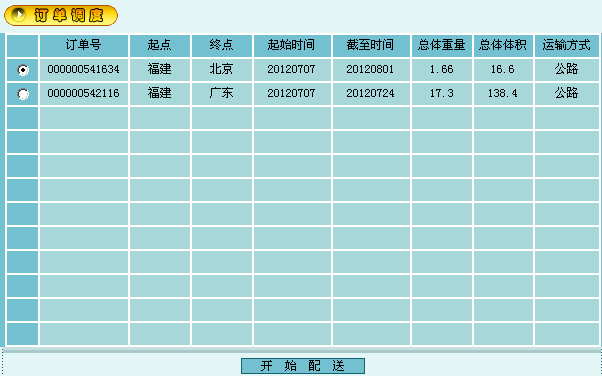 订单调度
订单号 起点 终点 起始时间 截至时间 总体重量 总体体积 运输方式
000000541634 福建 北京 20120707 20120801 1.66 16.6 公路
000000542116 福建 广东 20120707 20120724 17.3 138.4 公路
开 始 配 送